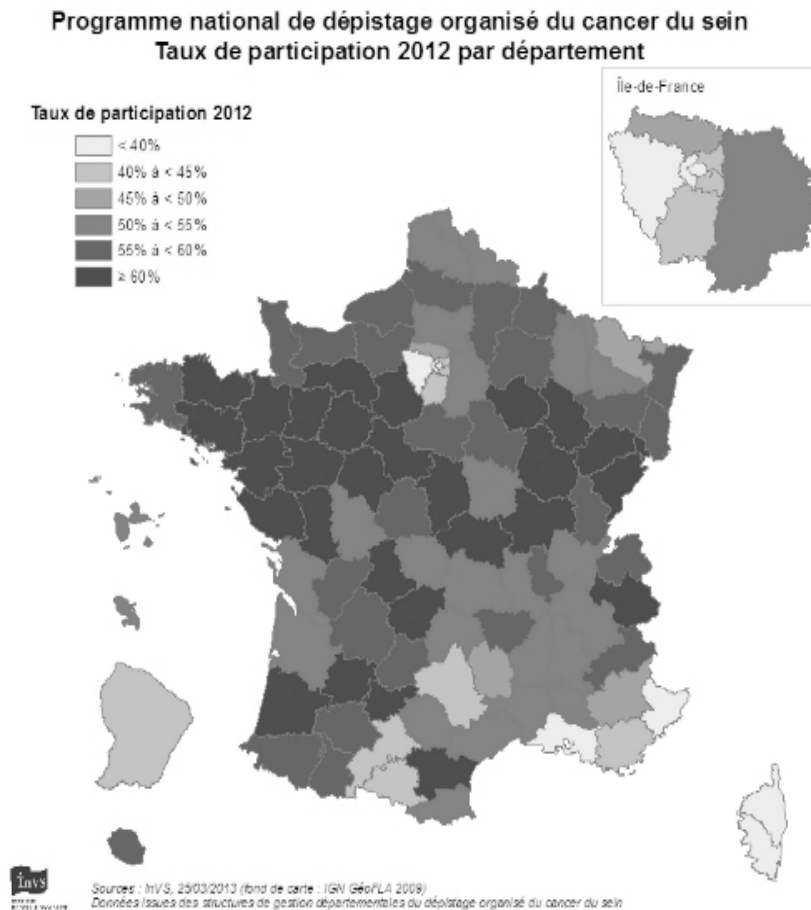 Programme national de dépistage organisé du cancer du sein
Taux de participation 2012 par département
Île-de-France
Taux de participation 2012
< 40%
40% à < 45%
45% à < 50%
50% à < 55%
55% à < 60%
≥ 60%
InVS
Sources : InVS, 25/03/2013 (fond de carte : IGN GéoFLA 2009)
Données issues des structures de gestion départementales du dépistage organisé du cancer du sein